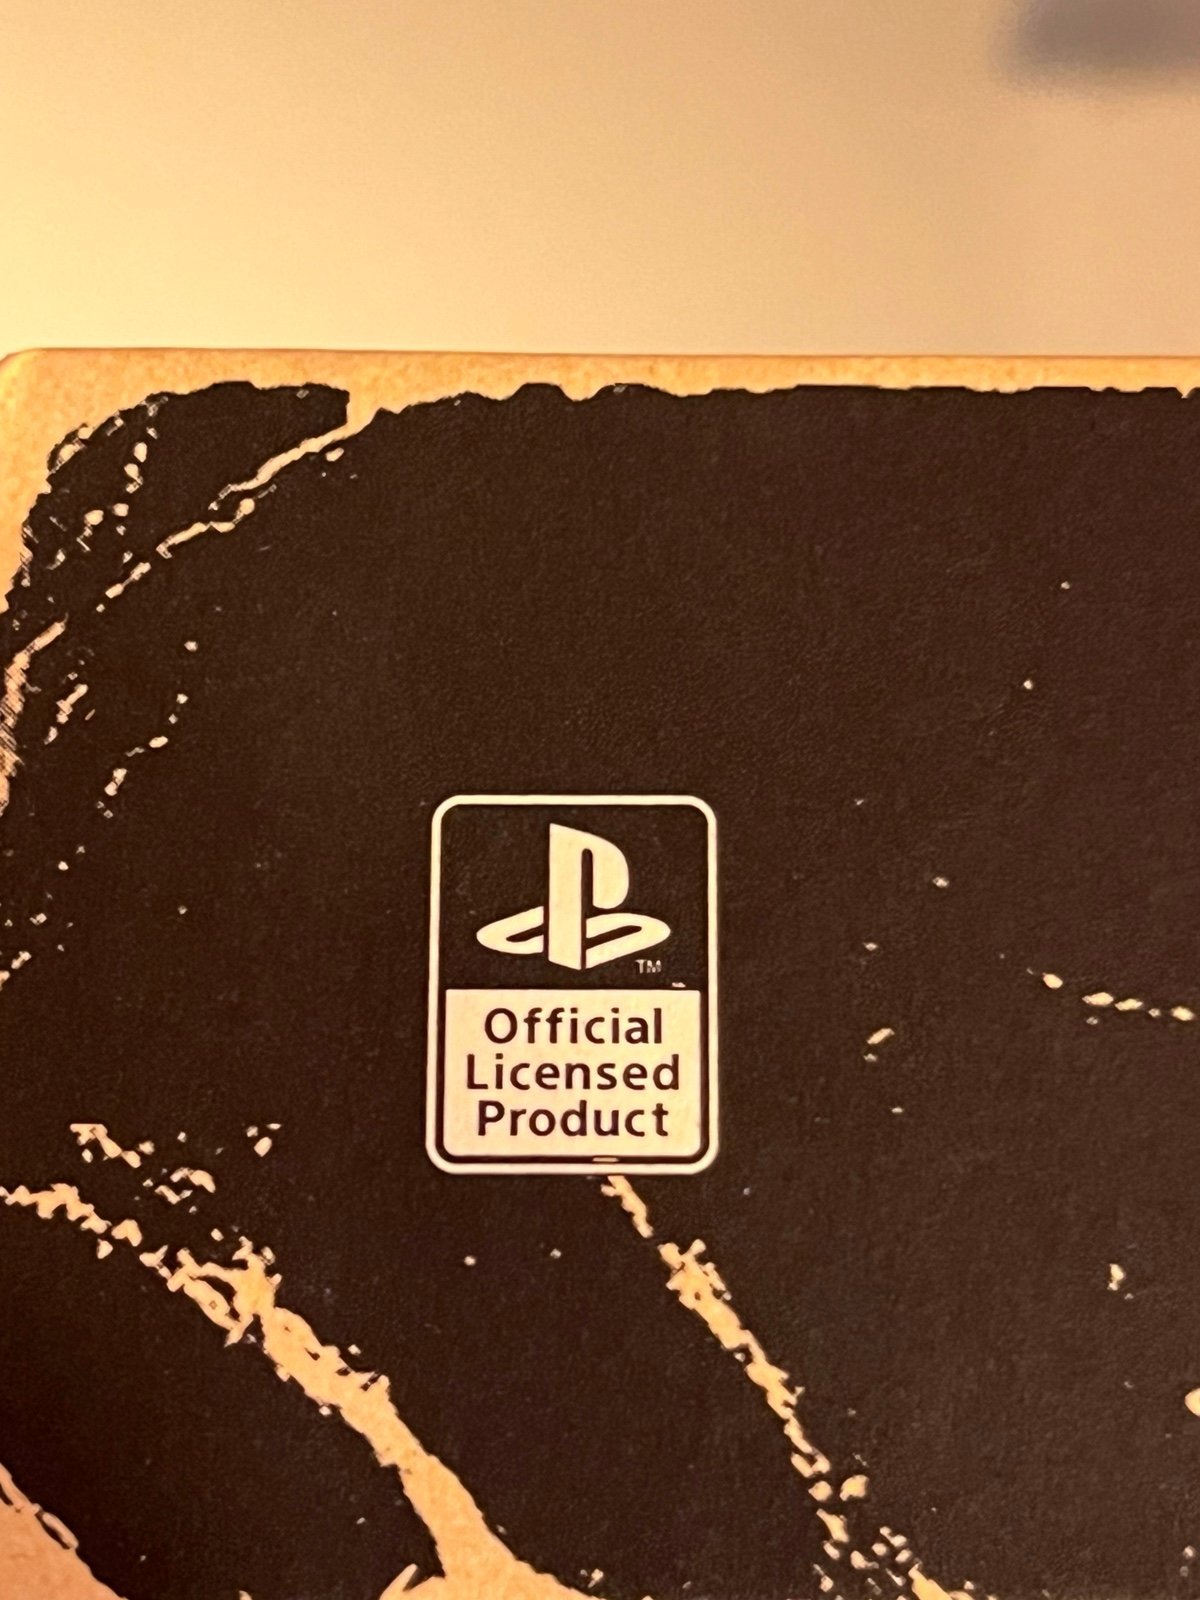 TM
Official
Licensed
Product